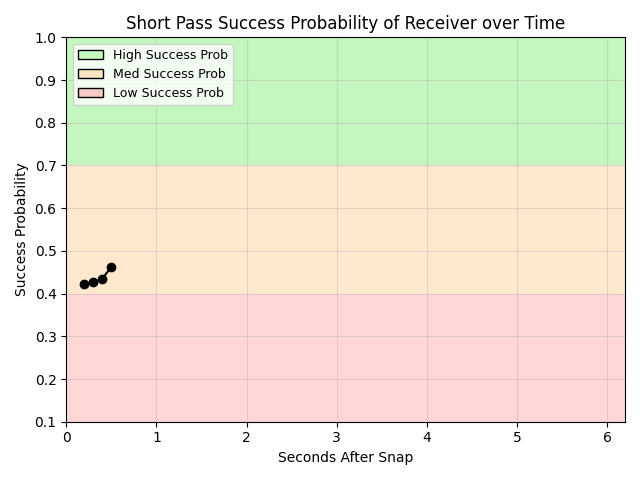 Short Pass Success Probability of Receiver over Time
1.0
High Success Prob
Med Success Prob
Low Success Prob
0.9
0.8
0.7
0.6
0.5
0.4
0.3
0.2
0.1
Success Probability
0 1 2 3 4 5 6
Seconds After Snap